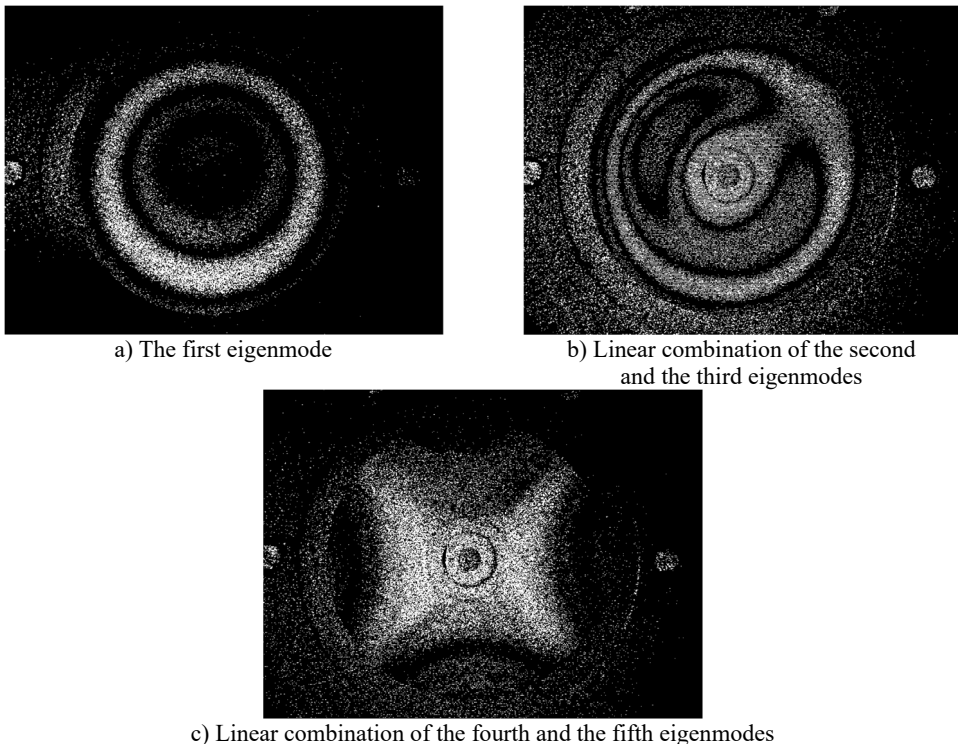 a) The first eigenmode
b) Linear combination of the second
and the third eigenmodes
c) Linear combination of the fourth and the fifth eigenmodes